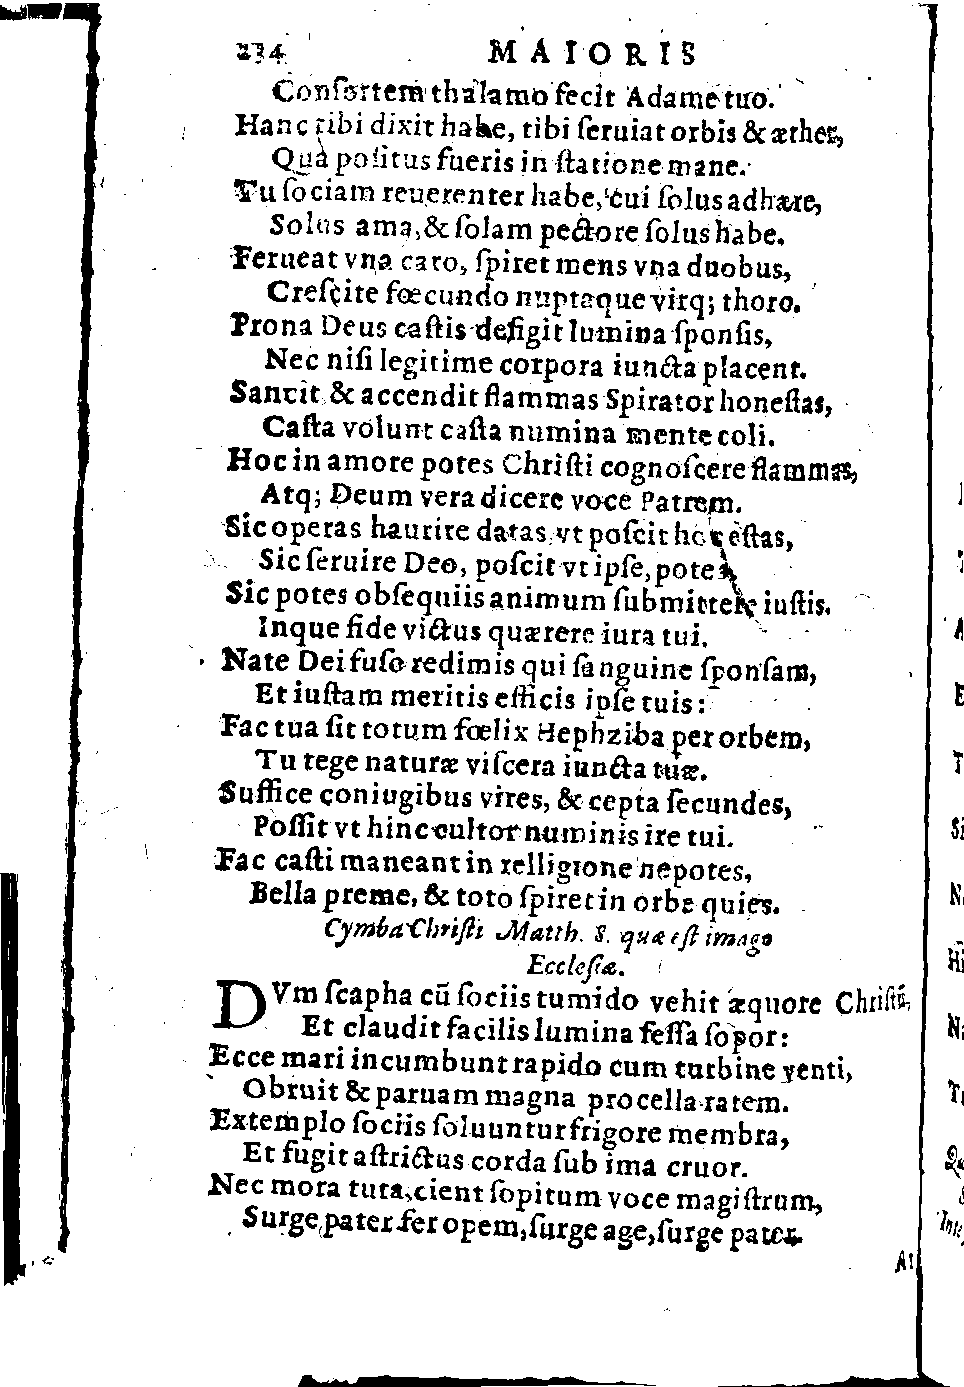 234 MAIORIS
Conſortem thalamo fecit Adame tuo.
Hanc tibi dixit habe, tibi ſeruiat orbis & æther,
Quà poſitus fueris in ſtatione mane.
Tu ſociam reuerenter habe, cui ſolus adhære,
Solus ama, & ſolam pectore ſolus habe.
Ferueat vna caro, ſpiret mens vna duobus,
Creſcite fœcundo nuptaque virq; thoro.
Prona Deus caſtis defigit lumina ſponſis,
Nec niſi legitime corpora iuncta placent.
Sancit & accendit flammas Spirator honeſtas,
Caſta volunt caſta numina mente coli.
Hoc in amore potes Chriſti cognoſcere flammas,
Atq; Deum vera dicere voce Patrem.
Sic operas haurire datas, vt poſcit honeſtas,
Sic ſeruire Deo, poſcit vt ipſe, potes,
Sic potes obſequiis animum ſubmittere iuſtis.
Inque fide victus quærere iura tui.
Nate Dei fuſo redimis qui ſanguine ſponſam,
Et iuſtam meritis efficis ipſe tuis:
Fac tua ſit totum fœlix Hephziba per orbem,
Tu tege naturæ viſcera iuncta tuæ.
Suffice coniugibus vires, & cepta ſecundes,
Poſſit vt hinc cultor numinis ire tui.
Fac caſti maneant in relligione nepotes,
Bella preme, & toto ſpiret in orbe quies.
Cymba Chriſti Matth. 8. quæ eſt imago
Eccleſiæ.
DVm ſcapha cū ſociis tumido vehit æquore Chriſtū,
Et claudit facilis lumina feſſa ſopor:
Ecce mari incumbunt rapido cum turbine venti,
Obruit & paruam magna procella ratem.
Extemplo ſociis ſoluuntur frigore membra,
Et fugit aſtrictus corda ſub ima cruor.
Nec mora tuta, cient ſopitum voce magiſtrum,
Surge pater fer opem, ſurge age, ſurge pater.
At